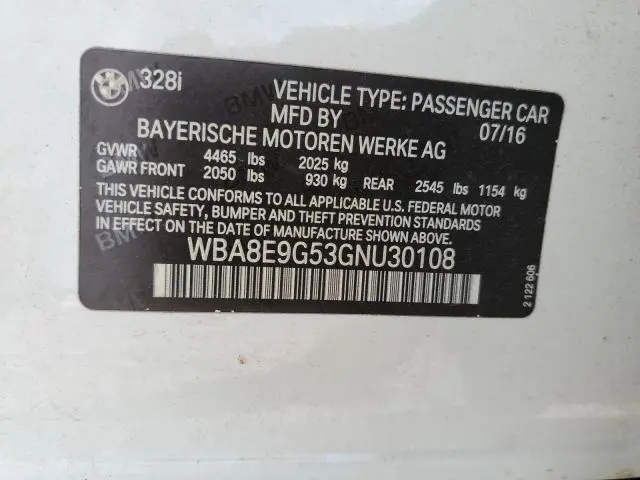 BMW 328i
VEHICLE TYPE: PASSENGER CAR
MFD BY 07/16
BAYERISCHE MOTOREN WERKE AG
GVWR 4465 lbs 2025 kg
GAWR FRONT 2050 lbs 930 kg REAR 2545 lbs 1154 kg
THIS VEHICLE CONFORMS TO ALL APPLICABLE U.S. FEDERAL MOTOR
VEHICLE SAFETY, BUMPER AND THEFT PREVENTION STANDARDS
IN EFFECT ON THE DATE OF MANUFACTURE SHOWN ABOVE.
WBA8E9G53GNU30108
2 122 606